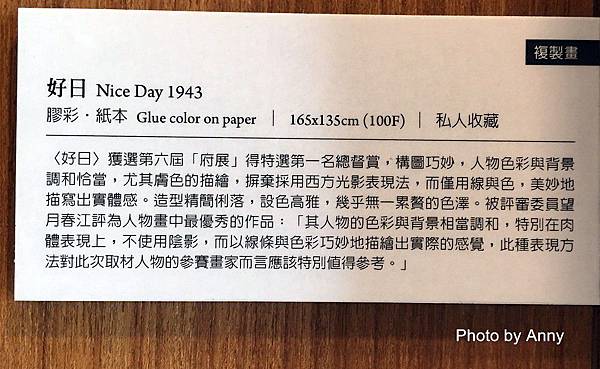 複製畫
好日 Nice Day 1943
膠彩・紙本 Glue color on paper | 165x135cm (100F) | 私人收藏
〈好日〉獲選第六屆「府展」得特選第一名總督賞，構圖巧妙，人物色彩與背景
調和恰當，尤其膚色的描繪，摒棄採用西方光影表現法，而僅用線與色，美妙地
描寫出實體感。造型精簡俐落，設色高雅，幾乎無一累贅的色澤。被評審委員望
月春江評為人物畫中最優秀的作品：「其人物的色彩與背景相當調和，特別在肉
體表現上，不使用陰影，而以線條與色彩巧妙地描繪出實際的感覺，此種表現方
法對此次取材人物的參賽畫家而言應該特別值得參考。」
Photo by Anny